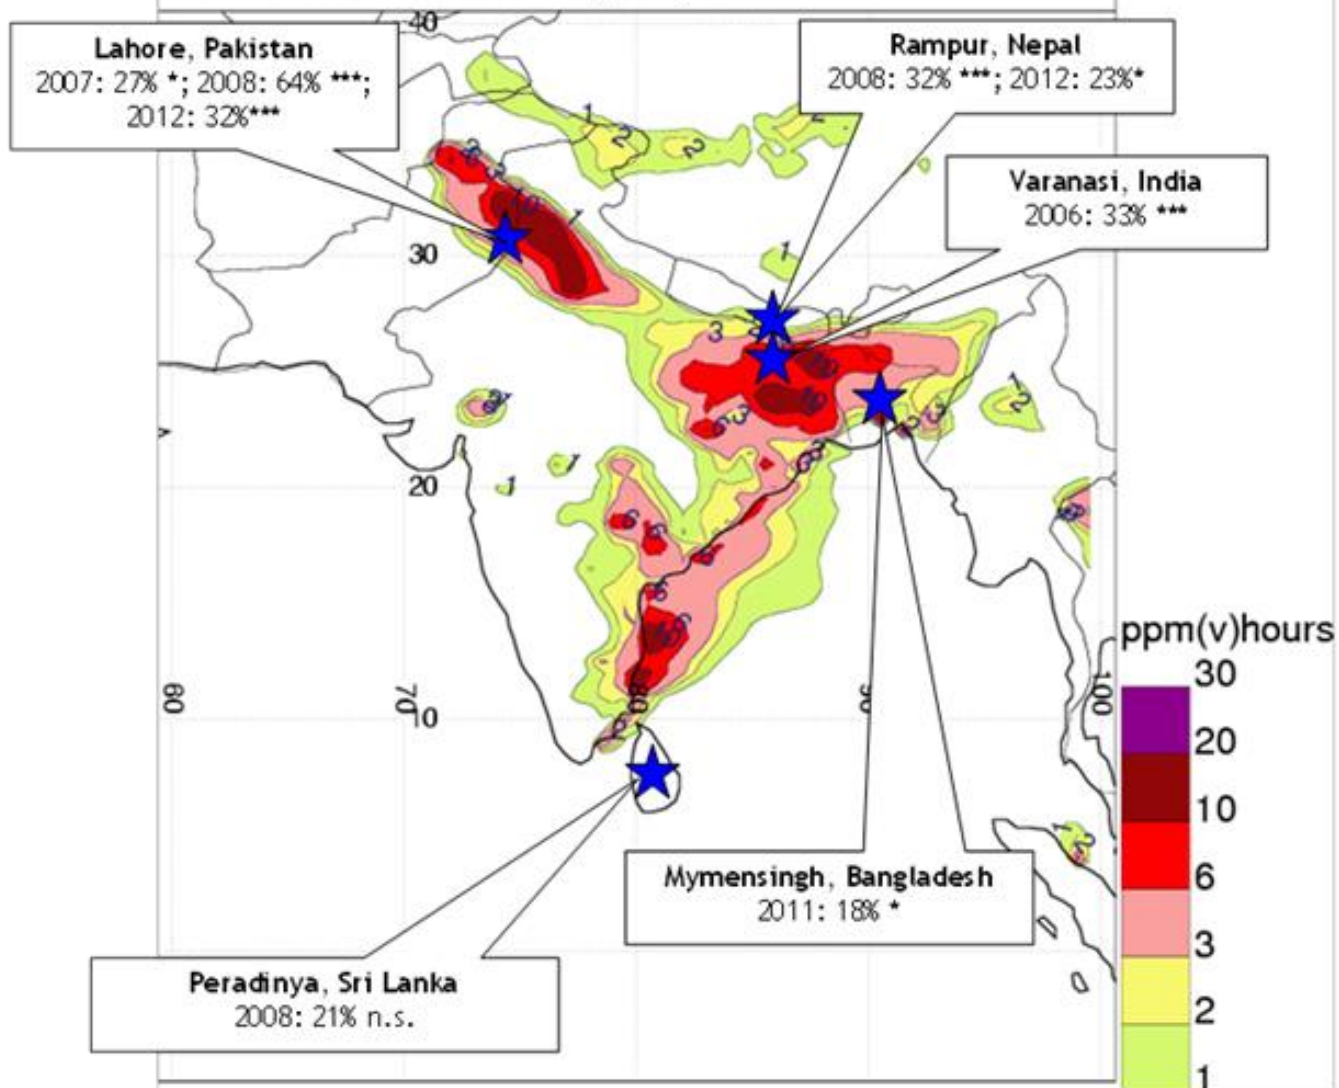 Lahore, Pakistan
2007: 27% *; 2008: 64% ***;
2012: 32%***
Rampur, Nepal
2008: 32% ***; 2012: 23%*
Varanasi, India
2006: 33% ***
40
30
20
10
60
70
80
100
Mymensingh, Bangladesh
2011: 18% *
Peradinya, Sri Lanka
2008: 21% n.s.
ppm(v)hours
30
20
10
6
3
2
1